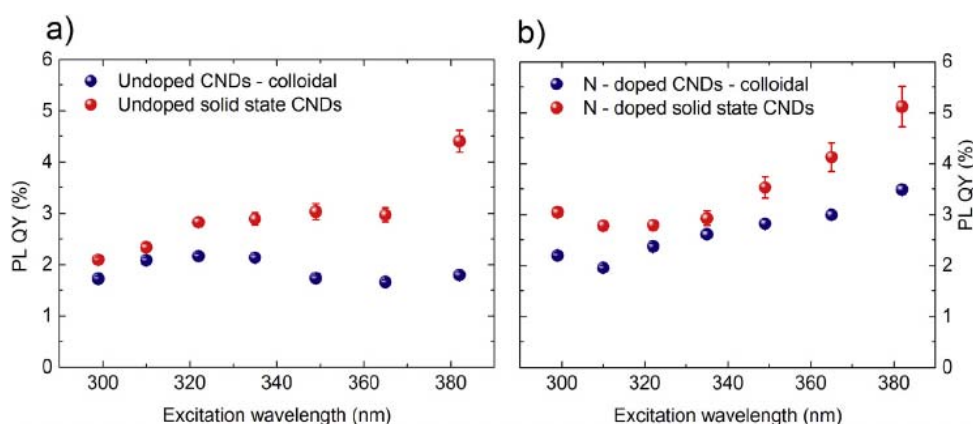 a)
Undoped CNDs - colloidal
Undoped solid state CNDs
PL QY (%)
6
5
4
3
2
1
0
300 320 340 360 380
Excitation wavelength (nm)
b)
N - doped CNDs - colloidal
N - doped solid state CNDs
6
5
4
3
2
1
0
PL QY (%)
300 320 340 360 380
Excitation wavelength (nm)